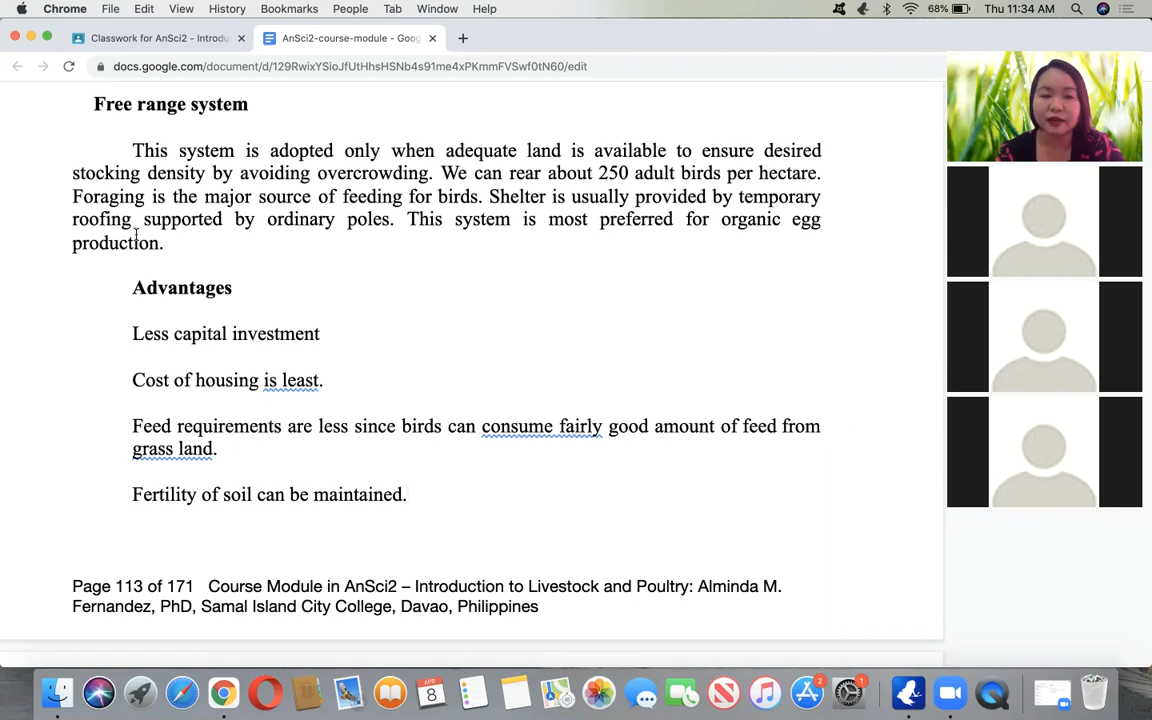 Chrome File Edit View History Bookmarks People Tab Window Help 68% Thu 11:34 AM
Classwork for AnSci2 - Introdu
AnSci2-course-module - Goog
docs.google.com/document/d/129RwixYSioJfUtHhsHSNb4s91me4xPKmmFVSwf0tN60/edit
Free range system
This system is adopted only when adequate land is available to ensure desired
stocking density by avoiding overcrowding. We can rear about 250 adult birds per hectare.
Foraging is the major source of feeding for birds. Shelter is usually provided by temporary
roofing supported by ordinary poles. This system is most preferred for organic egg
production.
Advantages
Less capital investment
Cost of housing is least.
Feed requirements are less since birds can consume fairly good amount of feed from
grass land.
Fertility of soil can be maintained.
Page 113 of 171 Course Module in AnSci2 – Introduction to Livestock and Poultry: Alminda M.
Fernandez, PhD, Samal Island City College, Davao, Philippines
APR
8
2
1